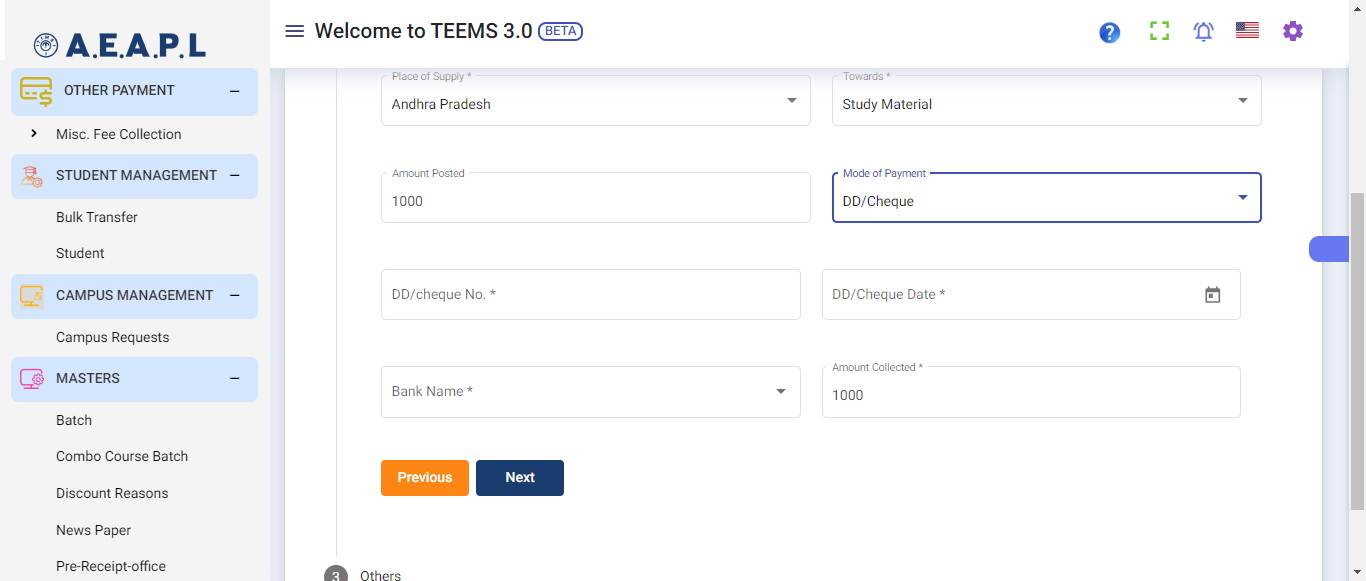 A.E.A.P.L
OTHER PAYMENT
Misc. Fee Collection
STUDENT MANAGEMENT
Bulk Transfer
Student
CAMPUS MANAGEMENT
Campus Requests
MASTERS
Batch
Combo Course Batch
Discount Reasons
News Paper
Pre-Receipt-office
Welcome to TEEMS 3.0 BETA
?
Place of Supply *
Andhra Pradesh
Towards *
Study Material
Amount Posted
1000
Mode of Payment
DD/Cheque
DD/cheque No. *
DD/Cheque Date *
Bank Name *
Amount Collected *
1000
Previous
Next
3 Others